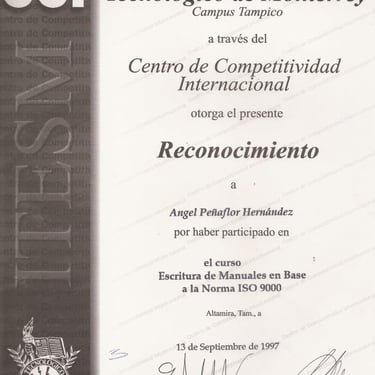 Tecnológico de Monterrey
Campus Tampico
a través del
Centro de Competitividad
Internacional
otorga el presente
Reconocimiento
a
Angel Peñaflor Hernández
por haber participado en
el curso
Escritura de Manuales en Base
a la Norma ISO 9000
Altamira, Tam., a
13 de Septiembre de 1997
ITESM